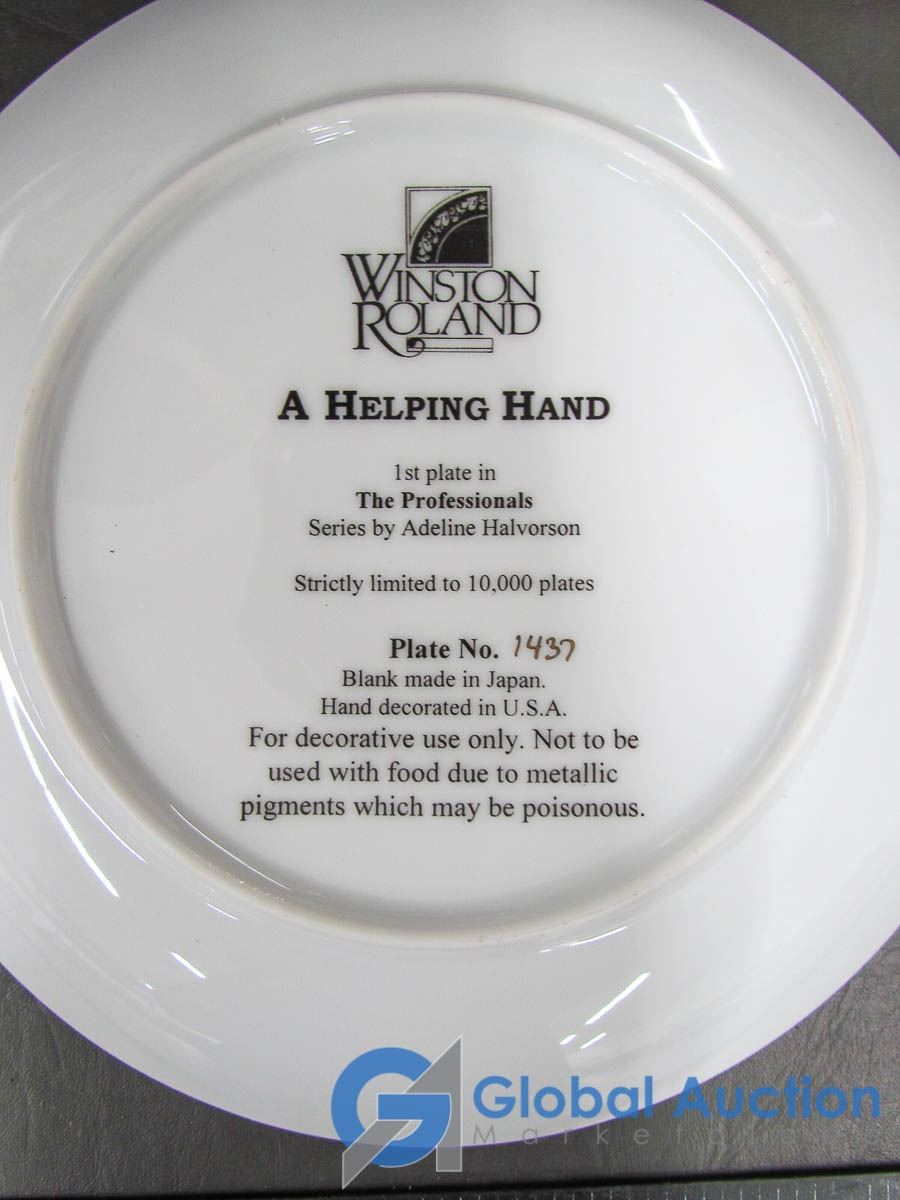 WINSTON
ROLAND
A HELPING HAND
1st plate in
The Professionals
Series by Adeline Halvorson
Strictly limited to 10,000 plates
Plate No. 1437
Blank made in Japan.
Hand decorated in U.S.A.
For decorative use only. Not to be
used with food due to metallic
pigments which may be poisonous.
GA Global Auction